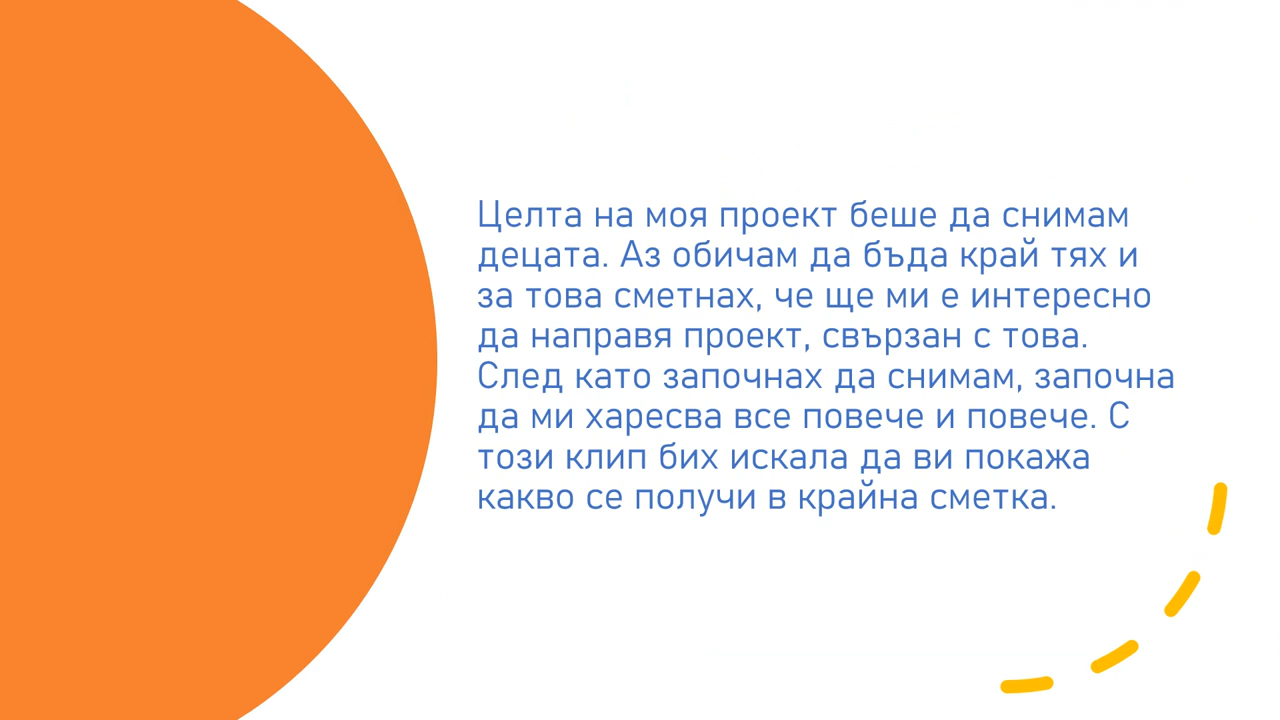 Целта на моя проект беше да снимам
децата. Аз обичам да бъда край тях и
за това сметнах, че ще ми е интересно
да направя проект, свързан с това.
След като започнах да снимам, започна
да ми харесва все повече и повече. С
този клип бих искала да ви покажа
какво се получи в крайна сметка.